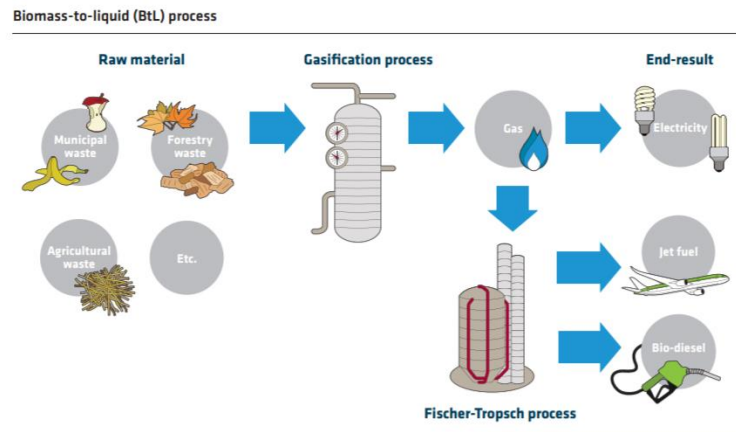 Biomass-to-liquid (BtL) process
Raw material
Gasification process
End-result
Municipal
waste
Forestry
waste
Gas
Electricity
Agricultural
waste
Etc.
Jet fuel
Bio-diesel
Fischer-Tropsch process